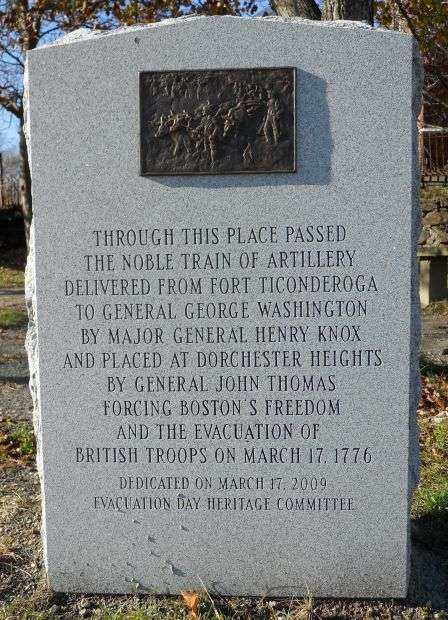 THROUGH THIS PLACE PASSED
THE NOBLE TRAIN OF ARTILLERY
DELIVERED FROM FORT TICONDEROGA
TO GENERAL GEORGE WASHINGTON
BY MAJOR GENERAL HENRY KNOX
AND PLACED AT DORCHESTER HEIGHTS
BY GENERAL JOHN THOMAS
FORCING BOSTON'S FREEDOM
AND THE EVACUATION OF
BRITISH TROOPS ON MARCH 17, 1776
DEDICATED ON MARCH 17, 2009
EVACUATION DAY HERITAGE COMMITTEE